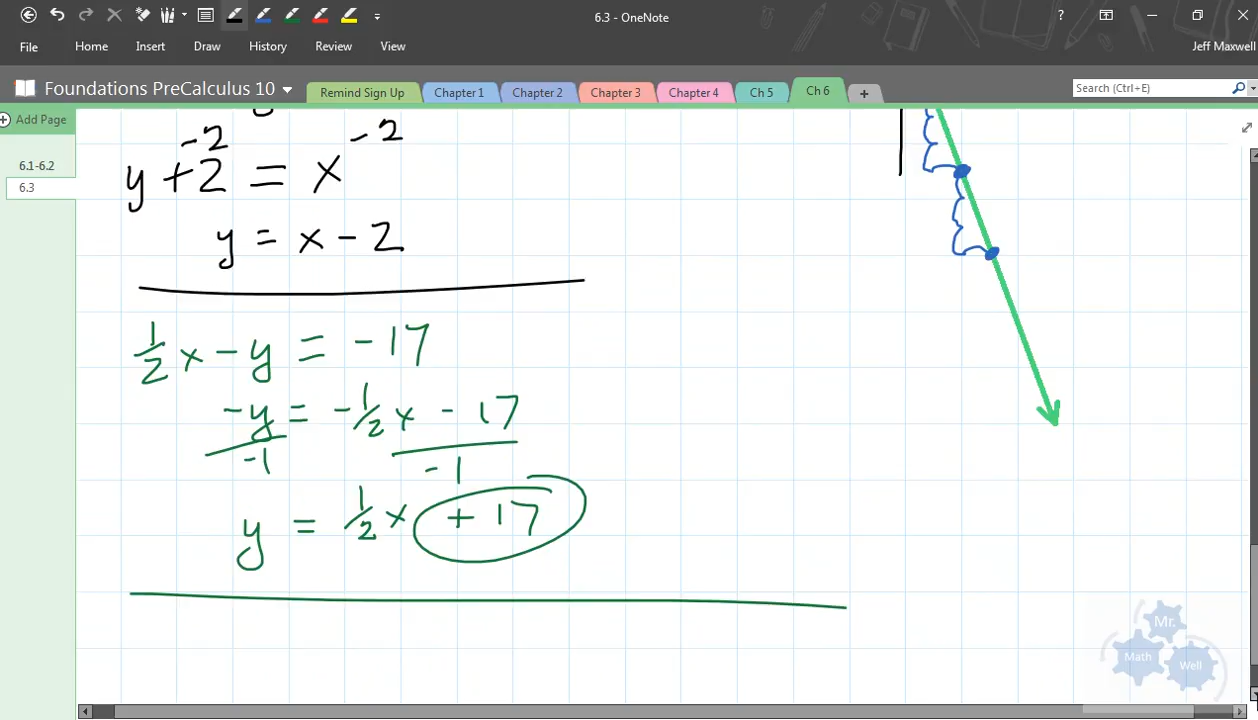 6.3 - OneNote
?
File Home Insert Draw History Review View
Jeff Maxwell
Foundations PreCalculus 10
Remind Sign Up Chapter 1 Chapter 2 Chapter 3 Chapter 4 Ch 5 Ch 6 +
Search (Ctrl+E)
Add Page
6.1-6.2
6.3
-2 -2
y + 2 = x
y = x - 2
1/2 x - y = -17
-y = -1/2 x - 17
-1 -1
y = 1/2 x + 17
Mr.
Math Well